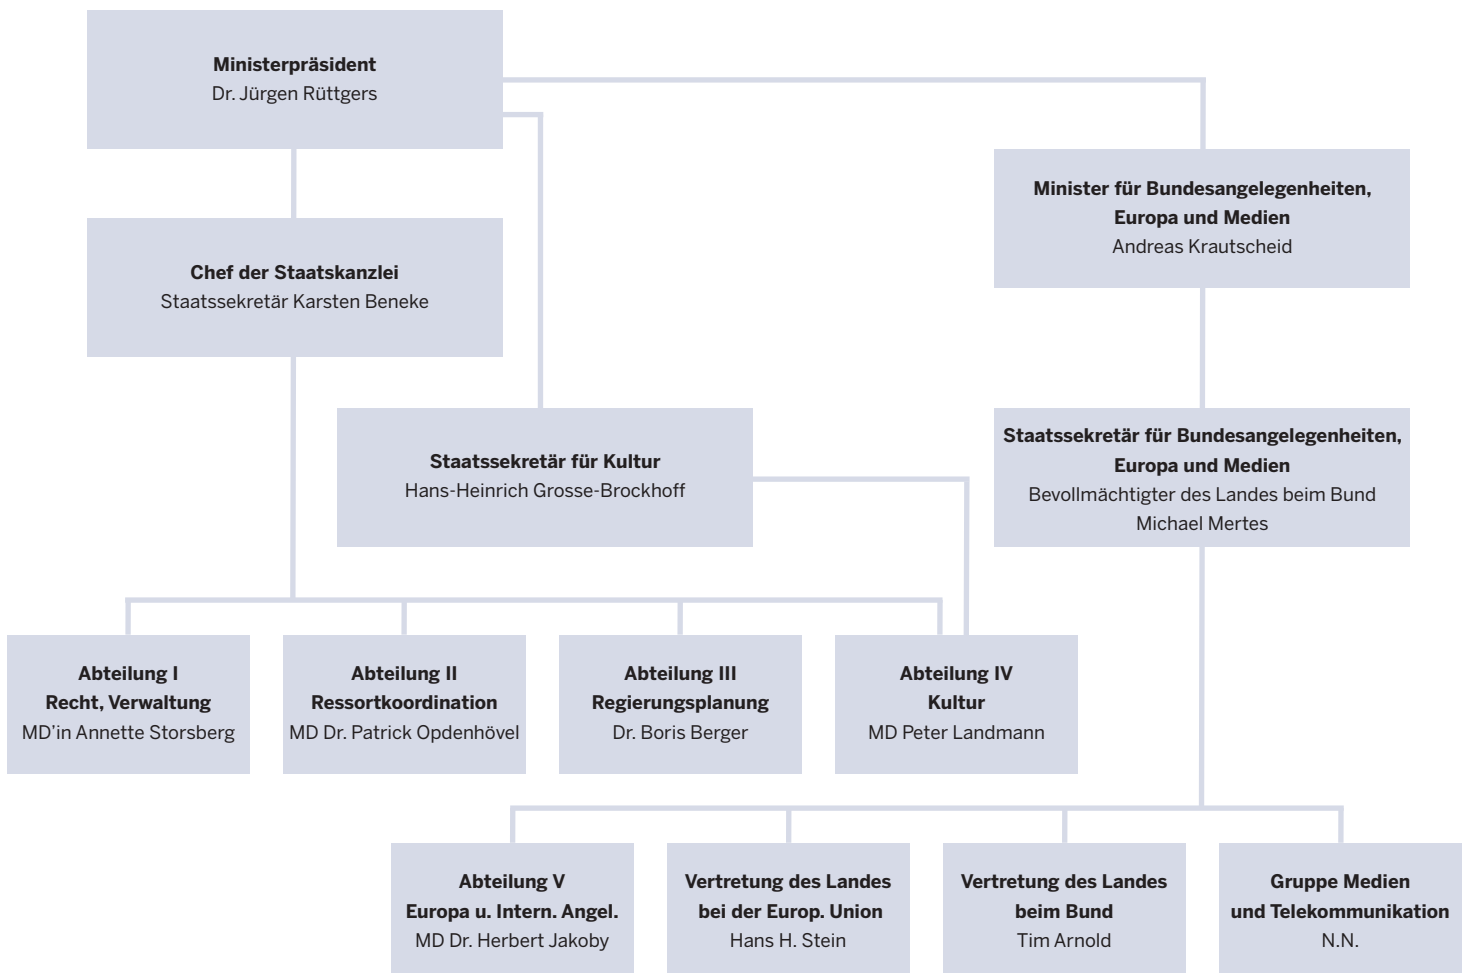 Ministerpräsident
Dr. Jürgen Rüttgers
Minister für Bundesangelegenheiten,
Europa und Medien
Andreas Krautscheid
Chef der Staatskanzlei
Staatssekretär Karsten Beneke
Staatssekretär für Kultur
Hans-Heinrich Grosse-Brockhoff
Staatssekretär für Bundesangelegenheiten,
Europa und Medien
Bevollmächtigter des Landes beim Bund
Michael Mertes
Abteilung I
Recht, Verwaltung
MD’in Annette Storsberg
Abteilung II
Ressortkoordination
MD Dr. Patrick Opdenhövel
Abteilung III
Regierungsplanung
Dr. Boris Berger
Abteilung IV
Kultur
MD Peter Landmann
Abteilung V
Europa u. Intern. Angel.
MD Dr. Herbert Jakoby
Vertretung des Landes
bei der Europ. Union
Hans H. Stein
Vertretung des Landes
beim Bund
Tim Arnold
Gruppe Medien
und Telekommunikation
N.N.